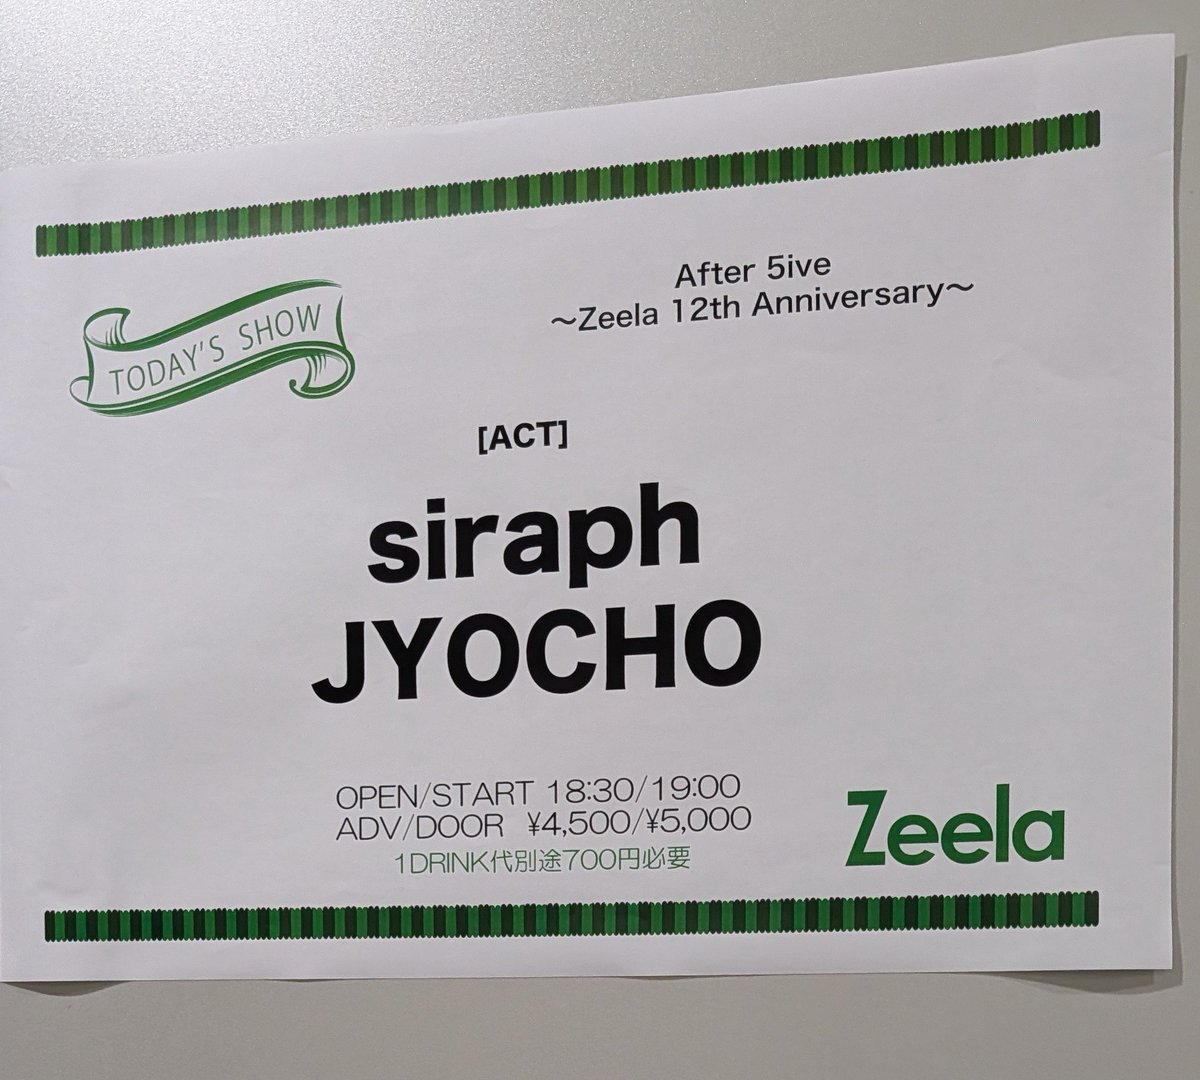 After 5ive
～Zeela 12th Anniversary～
TODAY'S SHOW
[ACT]
siraph
JYOCHO
OPEN/START 18:30/19:00
ADV/DOOR ¥4,500/¥5,000
1DRINK代別途700円必要
Zeela